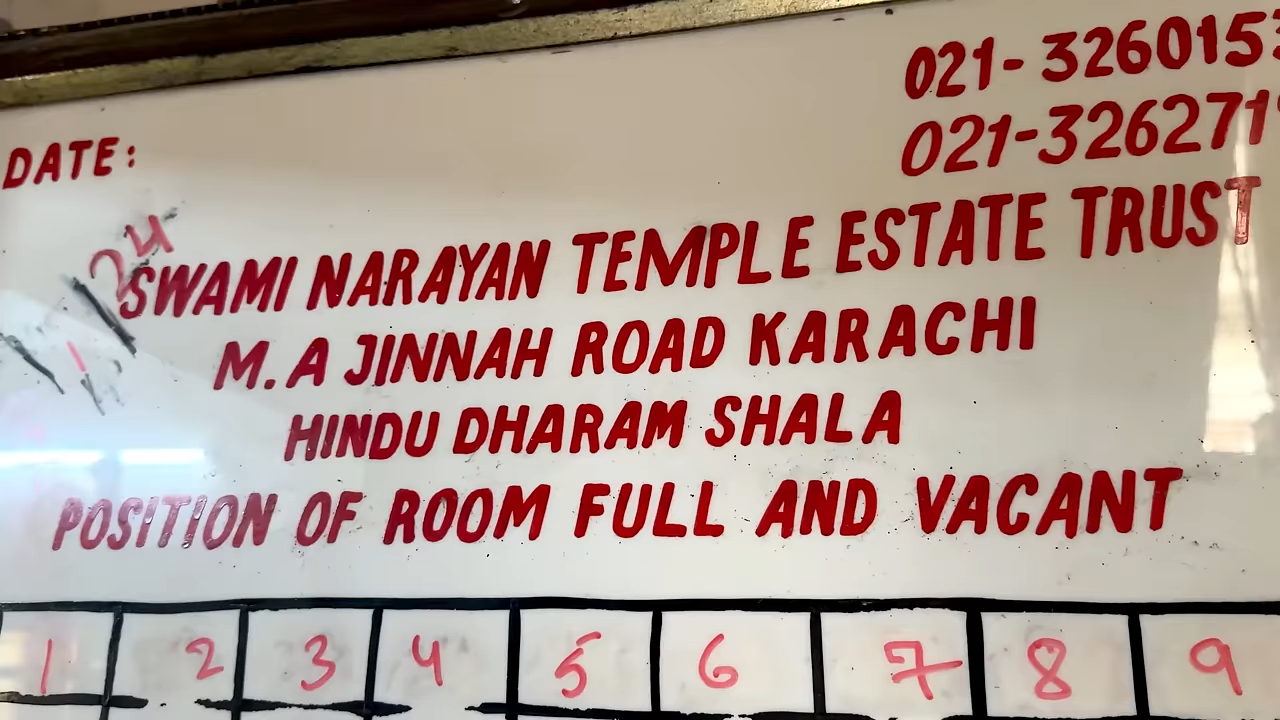 021-3260153
021-326271
DATE:
24
SWAMI NARAYAN TEMPLE ESTATE TRUST
M.A JINNAH ROAD KARACHI
HINDU DHARAM SHALA
POSITION OF ROOM FULL AND VACANT
1 2 3 4 5 6 7 8 9